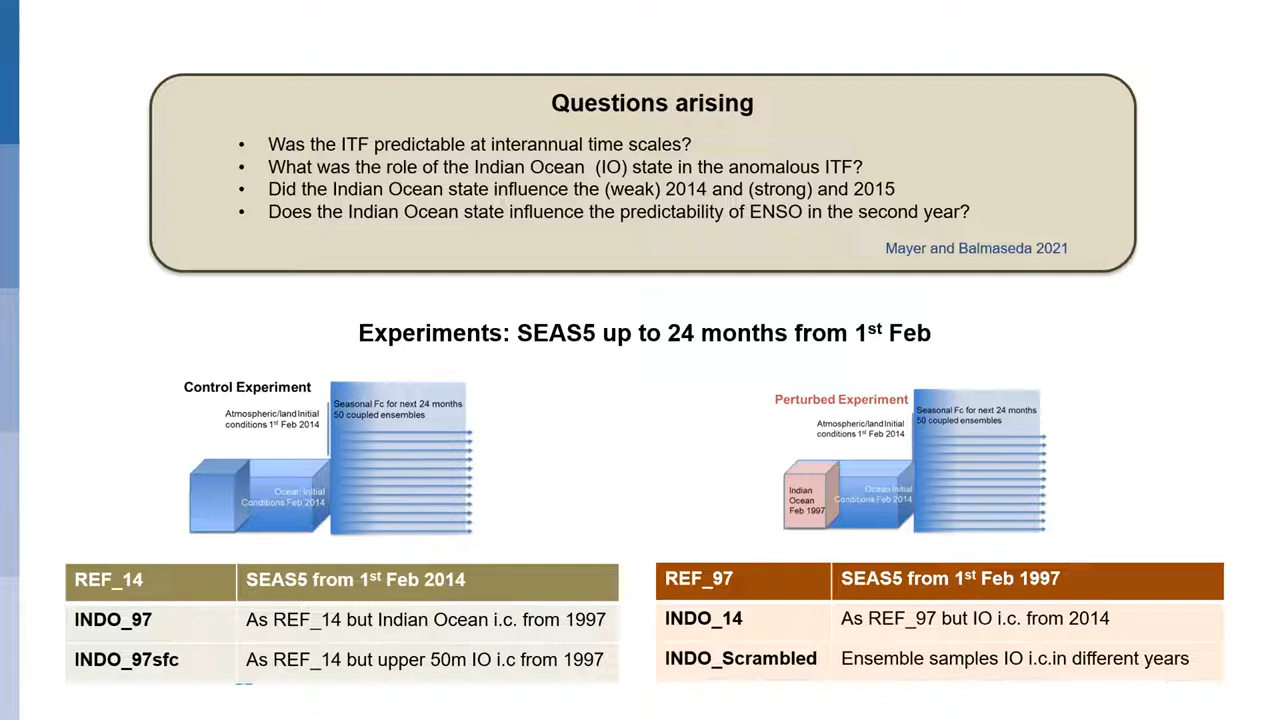 Questions arising
• Was the ITF predictable at interannual time scales?
• What was the role of the Indian Ocean (IO) state in the anomalous ITF?
• Did the Indian Ocean state influence the (weak) 2014 and (strong) and 2015
• Does the Indian Ocean state influence the predictability of ENSO in the second year?
Mayer and Balmaseda 2021
Experiments: SEAS5 up to 24 months from 1st Feb
Control Experiment
Atmospheric/land Initial
conditions 1st Feb 2014
Seasonal Fc for next 24 months
50 coupled ensembles
Ocean Initial
Conditions Feb 2014
Perturbed Experiment
Atmospheric/land Initial
conditions 1st Feb 2014
Seasonal Fc for next 24 months
50 coupled ensembles
Indian
Ocean
Feb 1997
Ocean Initial
Conditions Feb 2014
REF_14 SEAS5 from 1st Feb 2014
INDO_97 As REF_14 but Indian Ocean i.c. from 1997
INDO_97sfc As REF_14 but upper 50m IO i.c from 1997
REF_97 SEAS5 from 1st Feb 1997
INDO_14 As REF_97 but IO i.c. from 2014
INDO_Scrambled Ensemble samples IO i.c.in different years